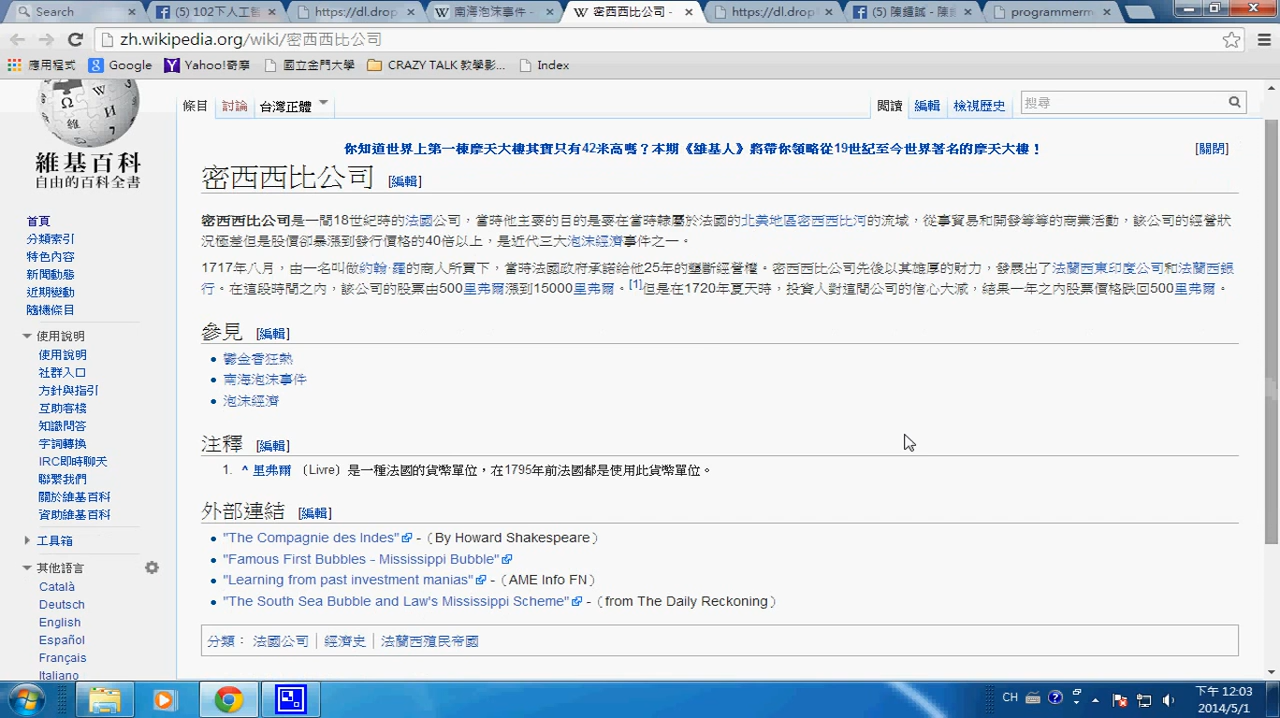 Search
(5) 102下人工智
https://dl.drop
南海泡沫事件 -
密西西比公司 -
https://dl.drop
(5) 陳鍾誠 - 陳
programmerm
zh.wikipedia.org/wiki/密西西比公司
應用程式
Google
Yahoo!奇摩
國立金門大學
CRAZY TALK 教學影...
Index
維基百科
自由的百科全書
條目
討論
台灣正體
閱讀
編輯
檢視歷史
搜尋
你知道世界上第一棟摩天大樓其實只有42米高嗎？本期《維基人》將帶你領略從19世紀至今世界著名的摩天大樓！
[關閉]
密西西比公司 [編輯]
密西西比公司是一間18世紀時的法國公司，當時他主要的目的是要在當時隸屬於法國的北美地區密西西比河的流域，從事貿易和開發等等的商業活動，該公司的經營狀
況極差但是股價卻暴漲到發行價格的40倍以上，是近代三大泡沫經濟事件之一。
1717年八月，由一名叫做約翰·羅的商人所買下，當時法國政府承諾給他25年的壟斷經營權。密西西比公司先後以其雄厚的財力，發展出了法蘭西東印度公司和法蘭西銀
行。在這段時間之內，該公司的股票由500里弗爾漲到15000里弗爾。[1]但是在1720年夏天時，投資人對這間公司的信心大減，結果一年之內股票價格跌回500里弗爾。
參見 [編輯]
鬱金香狂熱
南海泡沫事件
泡沫經濟
注釋 [編輯]
1. ^ 里弗爾 （Livre）是一種法國的貨幣單位，在1795年前法國都是使用此貨幣單位。
外部連結 [編輯]
"The Compagnie des Indes" -（By Howard Shakespeare）
"Famous First Bubbles - Mississippi Bubble"
"Learning from past investment manias" -（AME Info FN）
"The South Sea Bubble and Law's Mississippi Scheme" -（from The Daily Reckoning）
分類： 法國公司 | 經濟史 | 法蘭西殖民帝國
首頁
分類索引
特色內容
新聞動態
近期變動
隨機條目
使用說明
使用說明
社群入口
方針與指引
互助客棧
知識問答
字詞轉換
IRC即時聊天
聯繫我們
關於維基百科
資助維基百科
工具箱
其他語言
Català
Deutsch
English
Español
Français
Italiano
CH
下午 12:03
2014/5/1